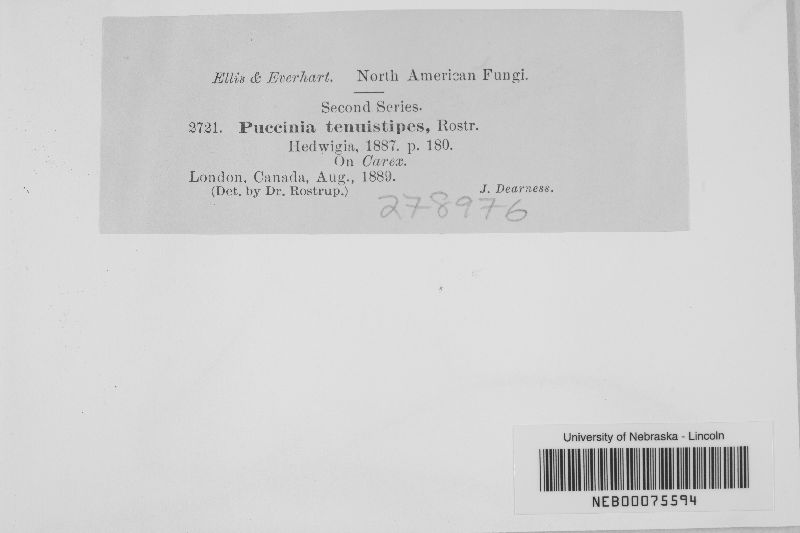 Ellis & Everhart. North American Fungi.
Second Series.
2721. Puccinia tenuistipes, Rostr.
Hedwigia, 1887. p. 180.
On Carex.
London, Canada, Aug., 1889.
(Det. by Dr. Rostrup.) J. Dearness.
278976
University of Nebraska - Lincoln
NEB00075594